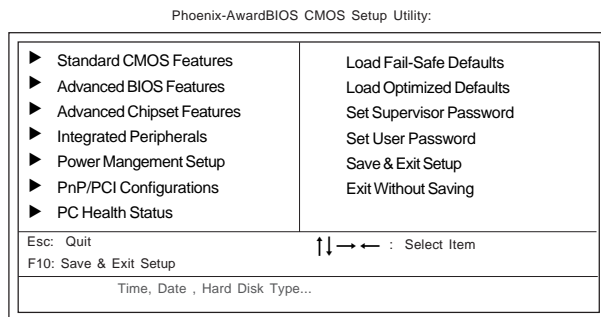 Phoenix-AwardBIOS CMOS Setup Utility:
Standard CMOS Features
Advanced BIOS Features
Advanced Chipset Features
Integrated Peripherals
Power Mangement Setup
PnP/PCI Configurations
PC Health Status
Load Fail-Safe Defaults
Load Optimized Defaults
Set Supervisor Password
Set User Password
Save & Exit Setup
Exit Without Saving
Esc: Quit
F10: Save & Exit Setup
↑↓→← : Select Item
Time, Date , Hard Disk Type...